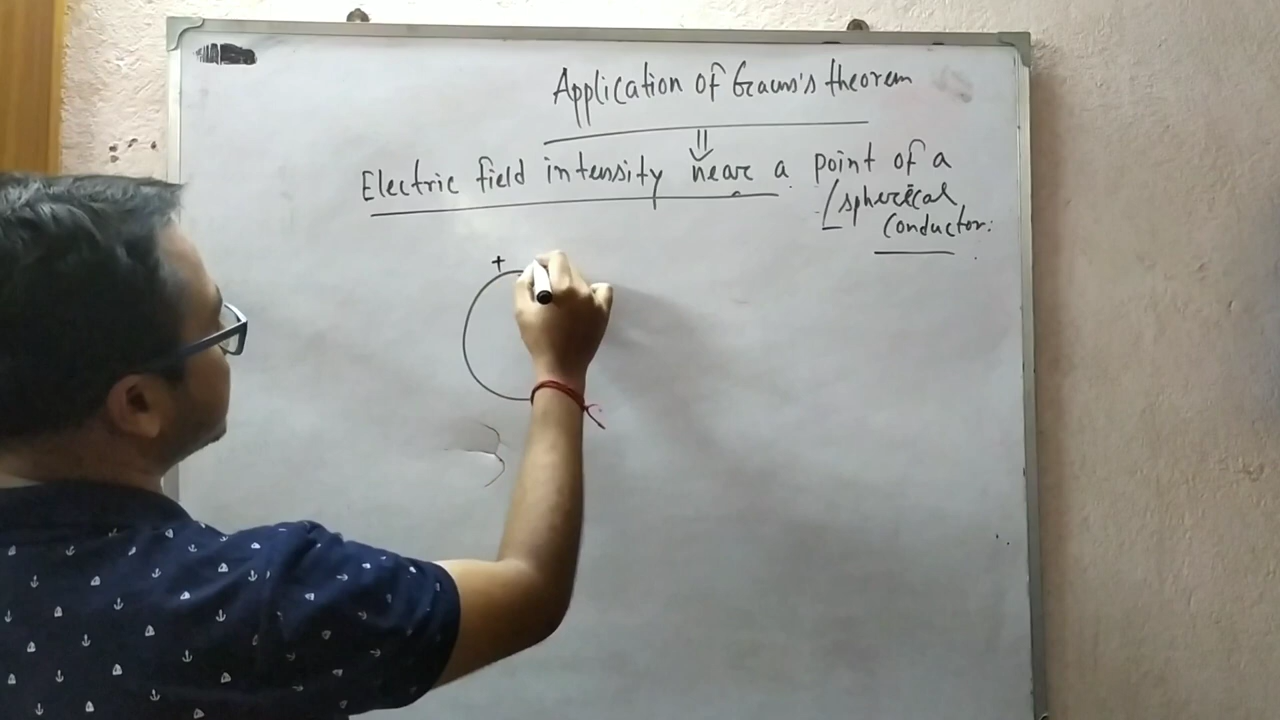 Application of Gauss's theorem
⇓
Electric field intensity near a point of a
spherical
conductor.
+